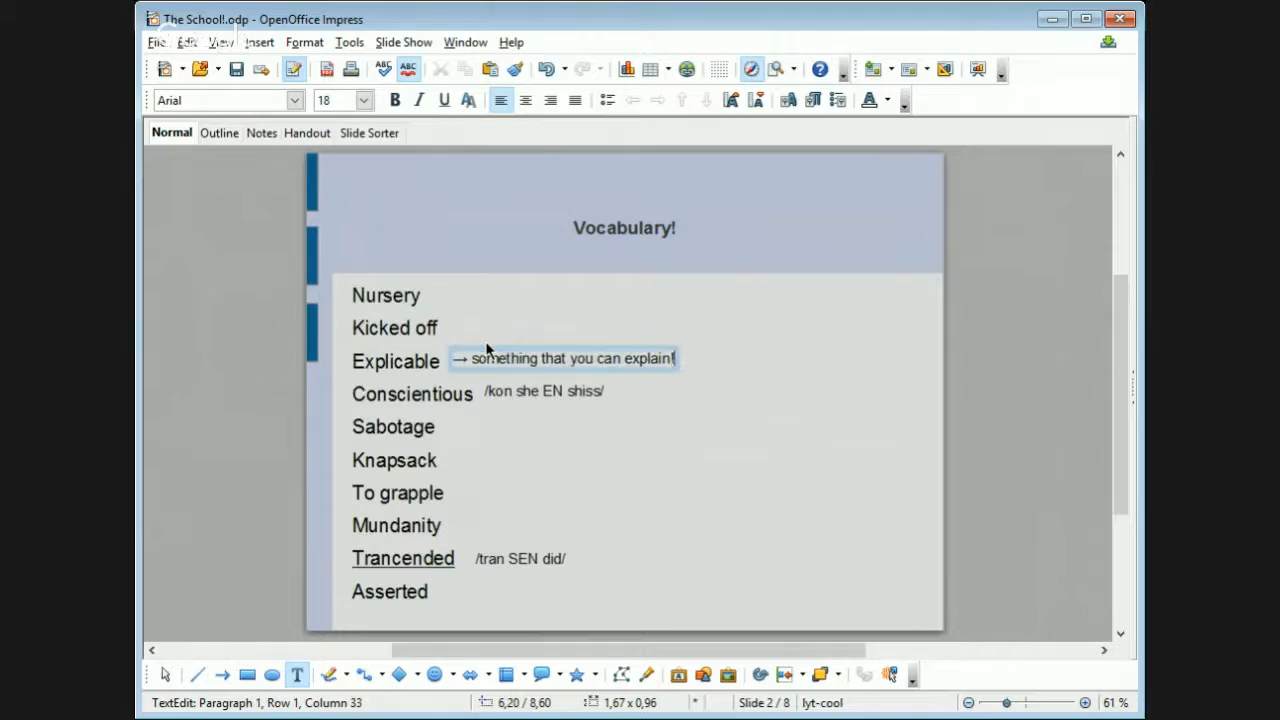 The School!.odp - OpenOffice Impress
File Edit View Insert Format Tools Slide Show Window Help
Arial 18
Normal Outline Notes Handout Slide Sorter
Vocabulary!
Nursery
Kicked off
Explicable → something that you can explain!
Conscientious /kon she EN shiss/
Sabotage
Knapsack
To grapple
Mundanity
Trancended /tran SEN did/
Asserted
TextEdit: Paragraph 1, Row 1, Column 33 6,20 / 8,60 1,67 x 0,96 * Slide 2 / 8 lyt-cool 61 %